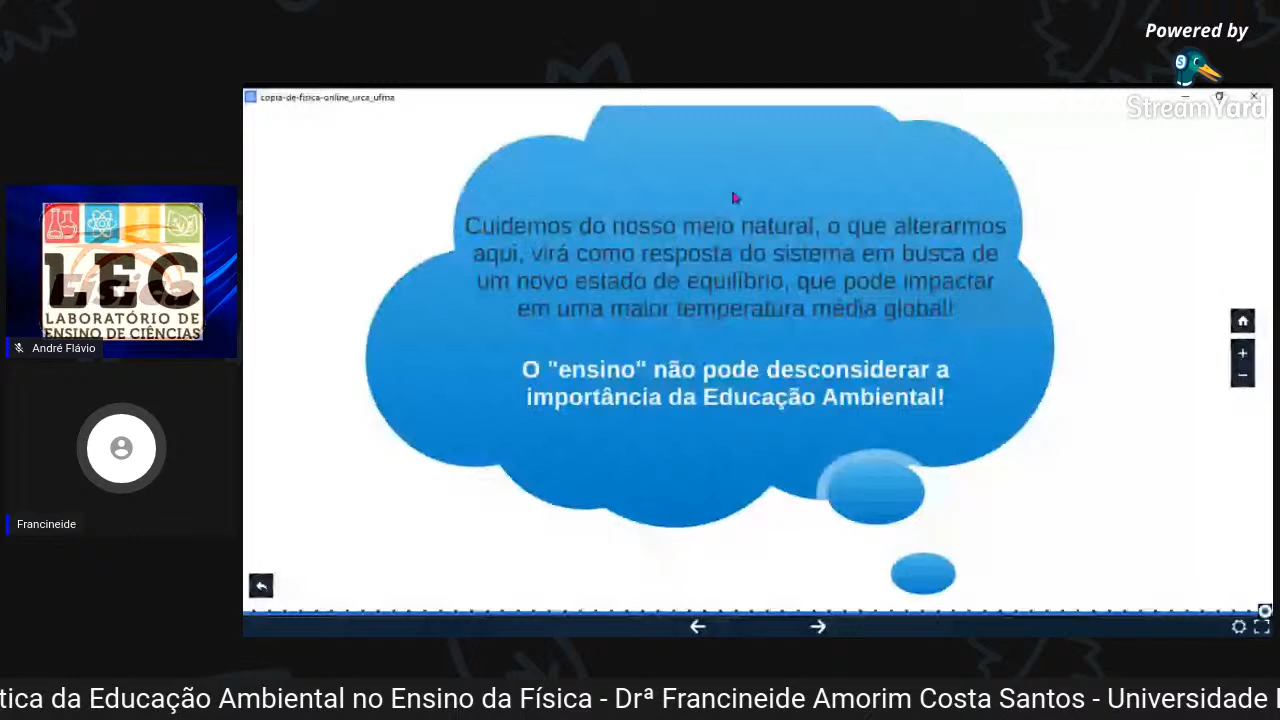 Powered by
StreamYard
copia-de-fisica-online_urca_ufma
Cuidemos do nosso meio natural, o que alterarmos
aqui, virá como resposta do sistema em busca de
um novo estado de equilíbrio, que pode impactar
em uma maior temperatura média global!
O "ensino" não pode desconsiderar a
importância da Educação Ambiental!
LEC
Física
LABORATÓRIO DE
ENSINO DE CIÊNCIAS
André Flávio
Francineide
tica da Educação Ambiental no Ensino da Física - Drª Francineide Amorim Costa Santos - Universidade